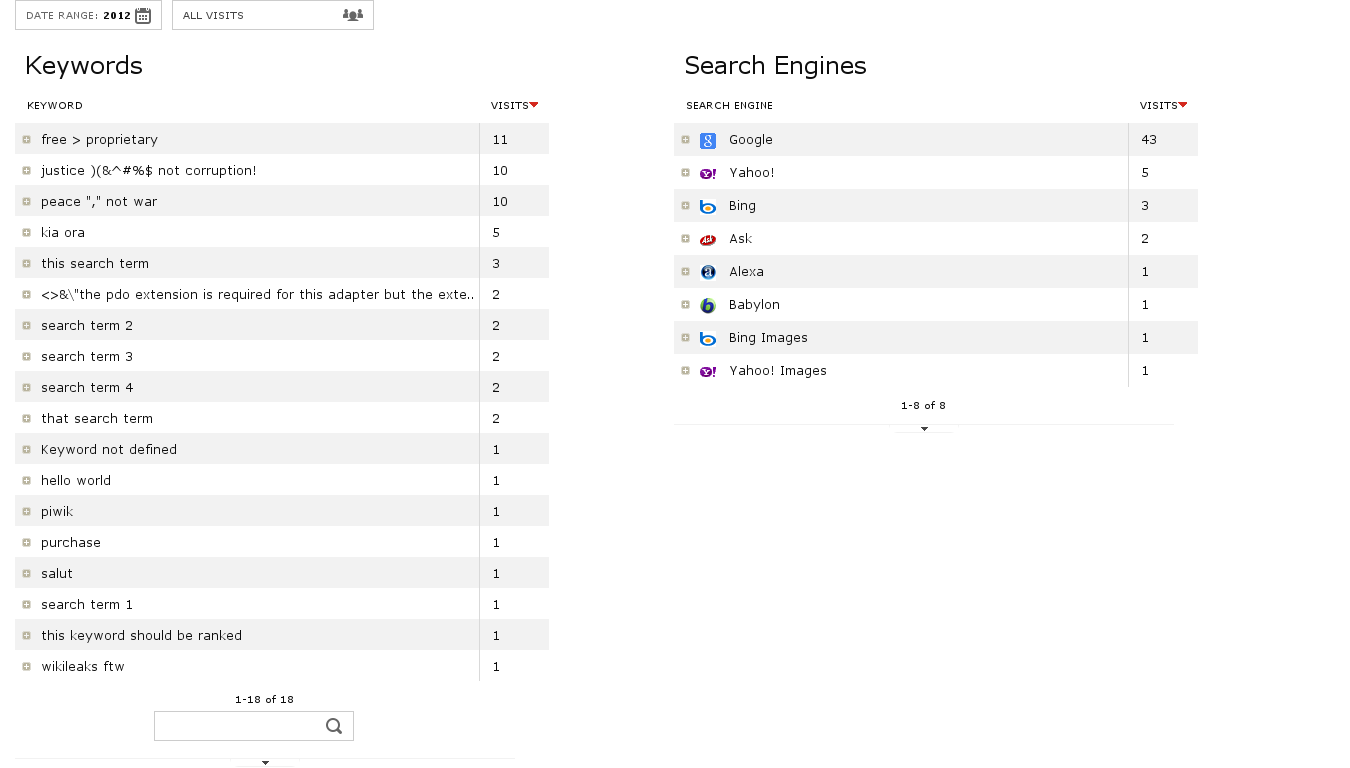 DATE RANGE: 2012 ALL VISITS
Keywords
KEYWORD VISITS
free > proprietary 11
justice )(&^#%$ not corruption! 10
peace "," not war 10
kia ora 5
this search term 3
<>&\"the pdo extension is required for this adapter but the exte.. 2
search term 2 2
search term 3 2
search term 4 2
that search term 2
Keyword not defined 1
hello world 1
piwik 1
purchase 1
salut 1
search term 1 1
this keyword should be ranked 1
wikileaks ftw 1
1-18 of 18
Search Engines
SEARCH ENGINE VISITS
Google 43
Yahoo! 5
Bing 3
Ask 2
Alexa 1
Babylon 1
Bing Images 1
Yahoo! Images 1
1-8 of 8